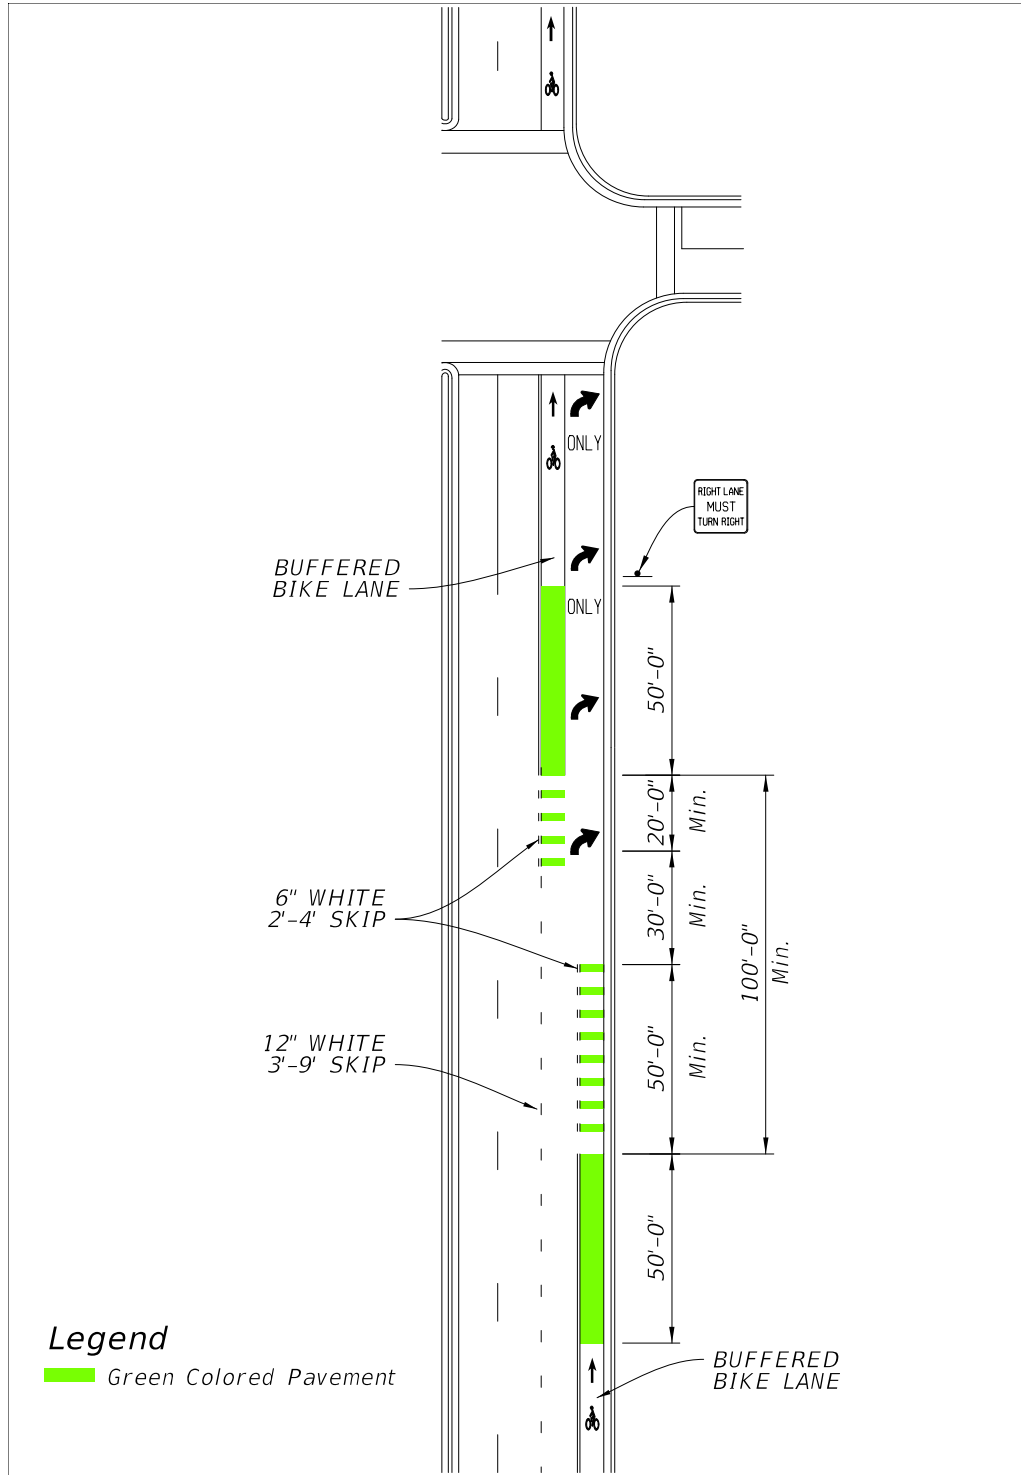 ONLY
RIGHT LANE
MUST
TURN RIGHT
BUFFERED
BIKE LANE
ONLY
50'-0"
20'-0"
Min.
6" WHITE
2'-4' SKIP
30'-0"
Min.
100'-0"
Min.
12" WHITE
3'-9' SKIP
50'-0"
Min.
50'-0"
Legend
Green Colored Pavement
BUFFERED
BIKE LANE